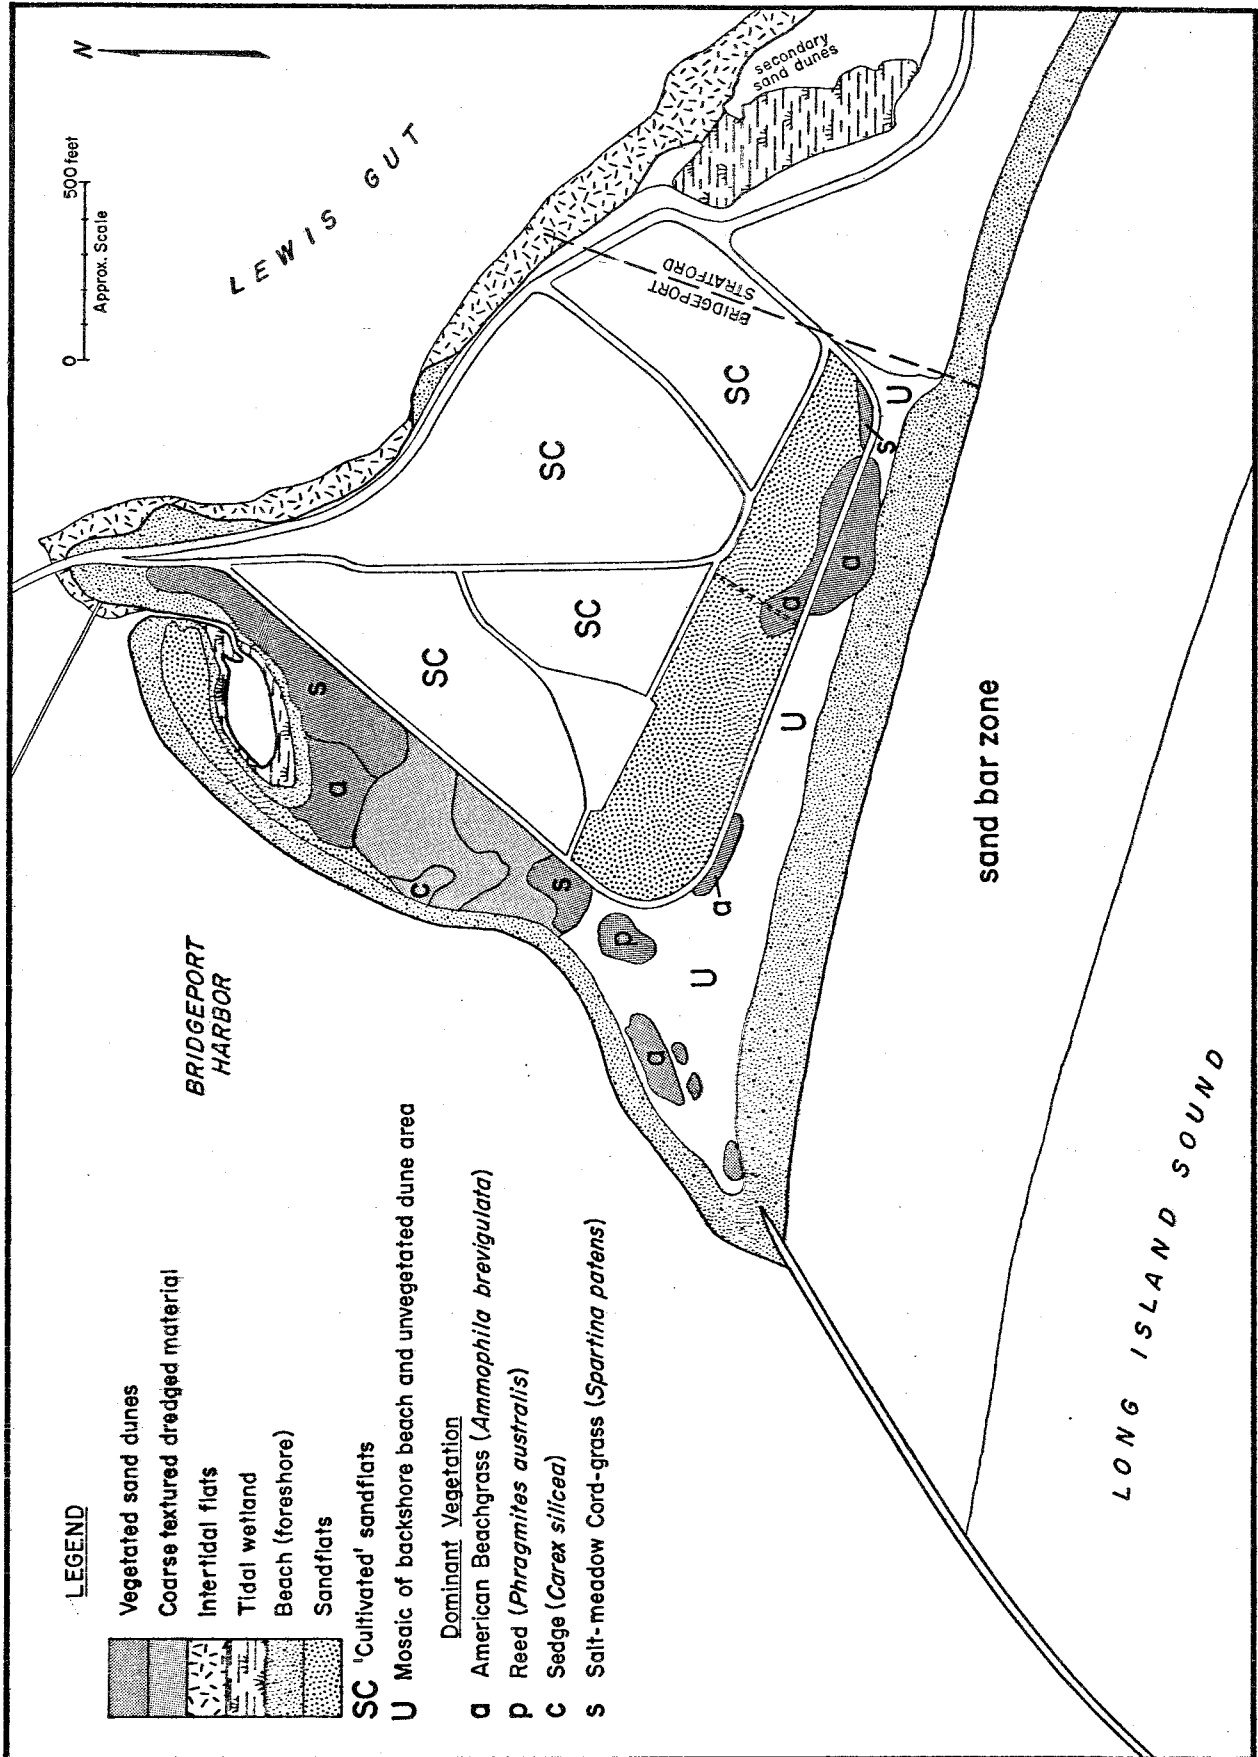 LEGEND
Vegetated sand dunes
Coarse textured dredged material
Intertidal flats
Tidal wetland
Beach (foreshore)
Sandflats
SC 'Cultivated' sandflats
U Mosaic of backshore beach and unvegetated dune area
Dominant Vegetation
a American Beachgrass (Ammophila brevigulata)
p Reed (Phragmites australis)
c Sedge (Carex silicea)
s Salt-meadow Cord-grass (Spartina patens)
BRIDGEPORT
HARBOR
N
0 500 feet
Approx. Scale
LEWIS GUT
secondary
sand dunes
BRIDGEPORT
STRATFORD
SC
SC
SC
SC
s
a
c
s
p
a
a
a
a
s
U
U
U
sand bar zone
LONG ISLAND SOUND